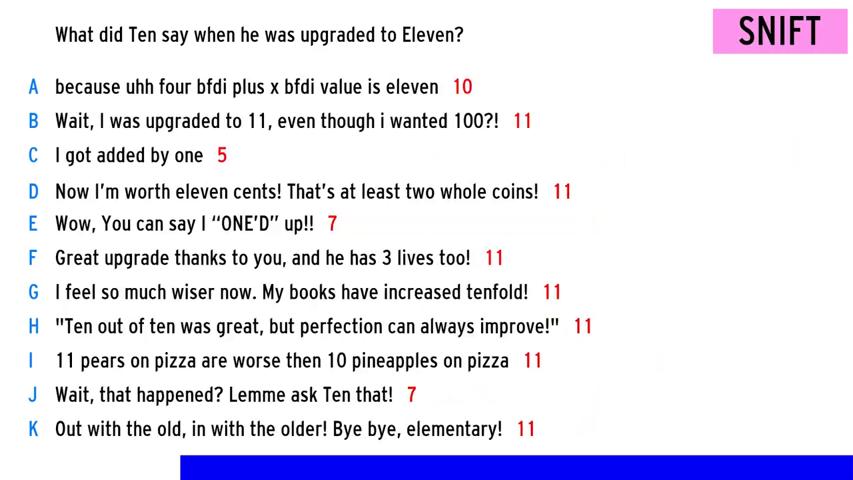 What did Ten say when he was upgraded to Eleven?
SNIFT
A because uhh four bfdi plus x bfdi value is eleven 10
B Wait, I was upgraded to 11, even though i wanted 100?! 11
C I got added by one 5
D Now I'm worth eleven cents! That's at least two whole coins! 11
E Wow, You can say I “ONE'D” up!! 7
F Great upgrade thanks to you, and he has 3 lives too! 11
G I feel so much wiser now. My books have increased tenfold! 11
H "Ten out of ten was great, but perfection can always improve!" 11
I 11 pears on pizza are worse then 10 pineapples on pizza 11
J Wait, that happened? Lemme ask Ten that! 7
K Out with the old, in with the older! Bye bye, elementary! 11